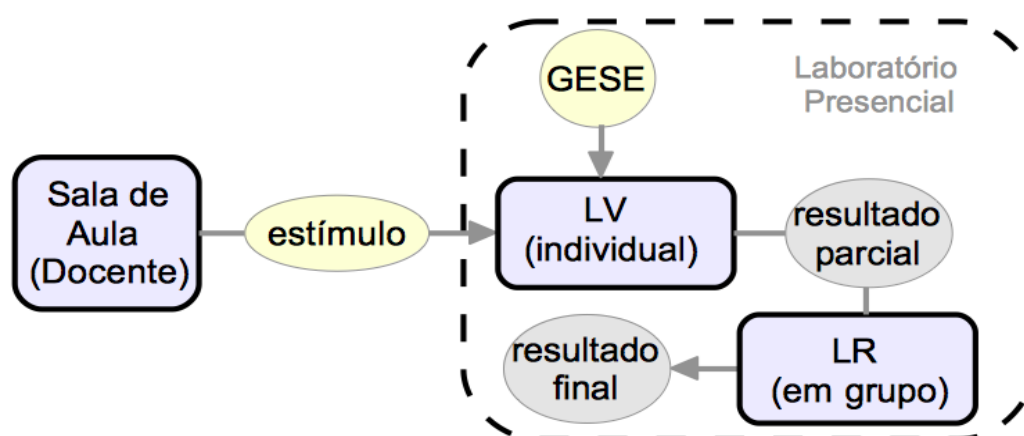 Sala de
Aula
(Docente)
estímulo
GESE
Laboratório
Presencial
LV
(individual)
resultado
parcial
LR
(em grupo)
resultado
final